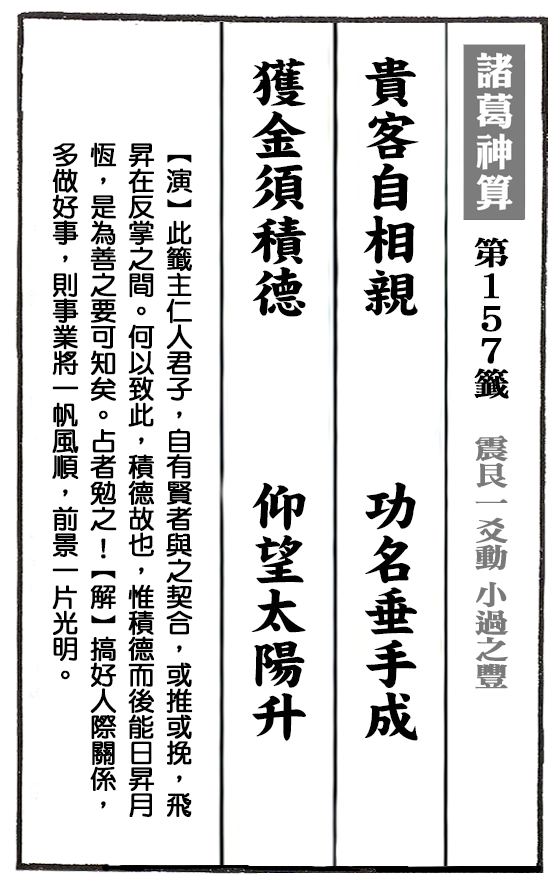 諸葛神算 第157籤 震艮一爻動 小過之豐
貴客自相親 功名垂手成
獲金須積德 仰望太陽升
【演】此籤主仁人君子，自有賢者與之契合，或推或挽，飛
昇在反掌之間。何以致此，積德故也，惟積德而後能日昇月
恆，是為善之要可知矣。占者勉之！【解】搞好人際關係，
多做好事，則事業將一帆風順，前景一片光明。